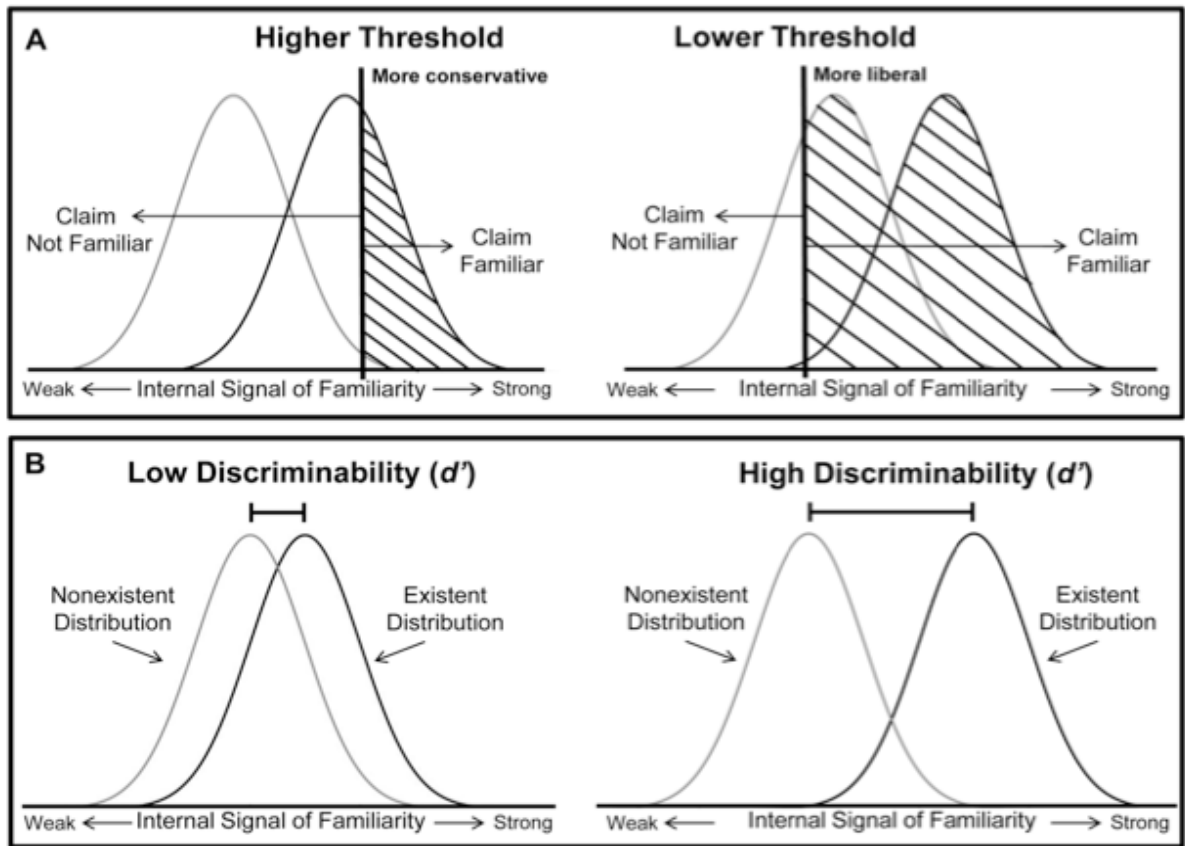 A
Higher Threshold
More conservative
Claim
Not Familiar
Claim
Familiar
Weak ← Internal Signal of Familiarity → Strong
Lower Threshold
More liberal
Claim
Not Familiar
Claim
Familiar
Weak ← Internal Signal of Familiarity → Strong
B
Low Discriminability (d')
Nonexistent
Distribution
Existent
Distribution
Weak ← Internal Signal of Familiarity → Strong
High Discriminability (d')
Nonexistent
Distribution
Existent
Distribution
Weak ← Internal Signal of Familiarity → Strong